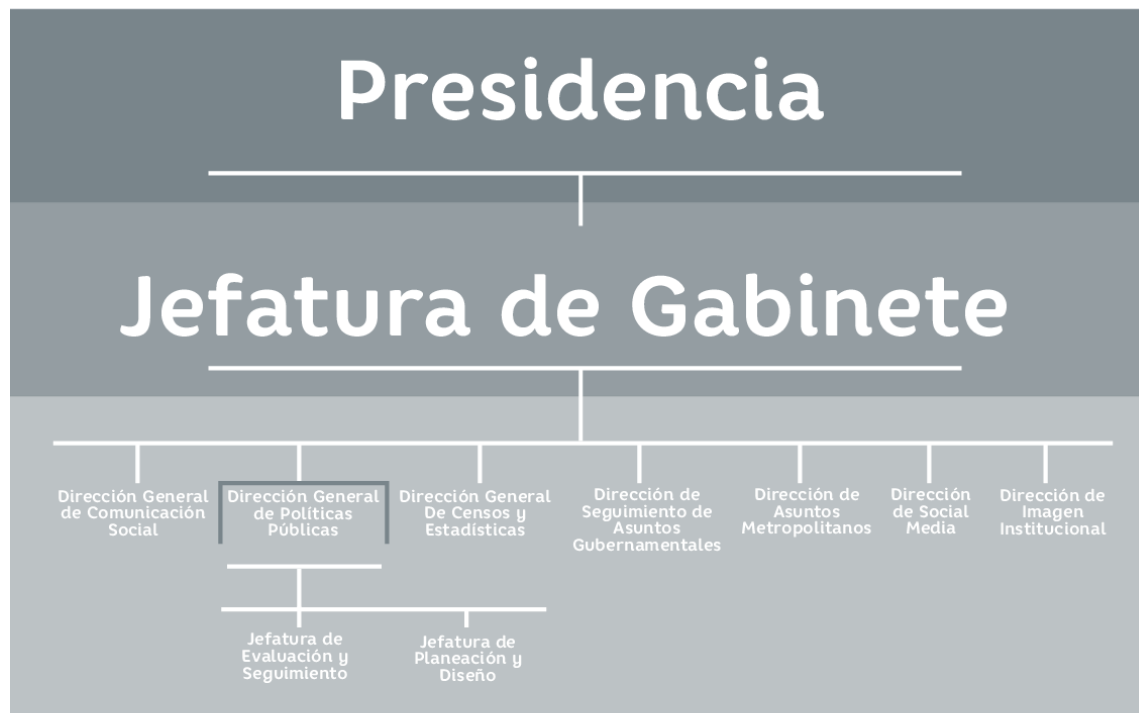 Presidencia
Jefatura de Gabinete
Dirección General
de Comunicación
Social
Dirección General
de Políticas
Públicas
Dirección General
De Censos y
Estadísticas
Dirección de
Seguimiento de
Asuntos
Gubernamentales
Dirección de
Asuntos
Metropolitanos
Dirección
de Social
Media
Dirección de
Imagen
Institucional
Jefatura de
Evaluación y
Seguimiento
Jefatura de
Planeación y
Diseño